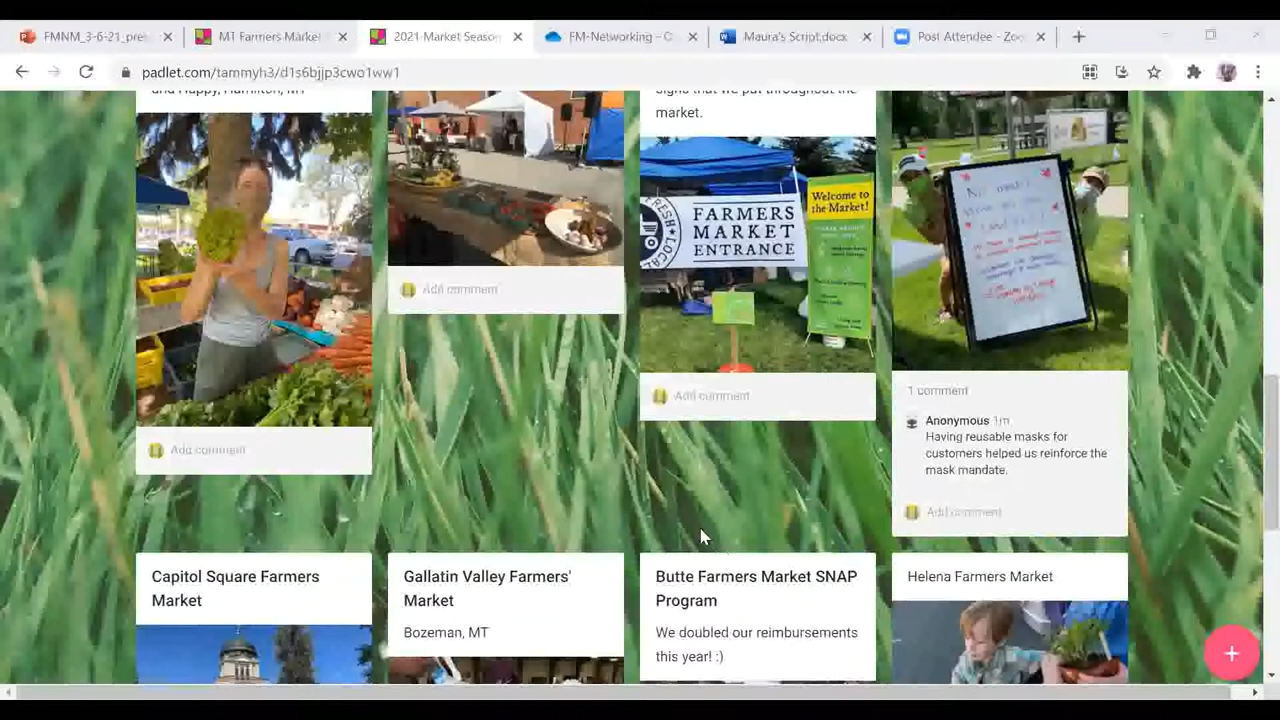 FMNM_3-6-21_pre
MT Farmers Market
2021 Market Season
FM-Networking – O
Maura's Script.docx
Post Attendee - Zoo
padlet.com/tammyh3/d1s6bjjp3cwo1ww1
and Happy, Hamilton, MT
Add comment
Add comment
signs that we put throughout the
market.
FRESH LOCAL
FARMERS
MARKET
ENTRANCE
Welcome to
the Market!
Add comment
1 comment
Anonymous 1m
Having reusable masks for
customers helped us reinforce the
mask mandate.
Add comment
Capitol Square Farmers
Market
Gallatin Valley Farmers'
Market
Bozeman, MT
Butte Farmers Market SNAP
Program
We doubled our reimbursements
this year! :)
Helena Farmers Market